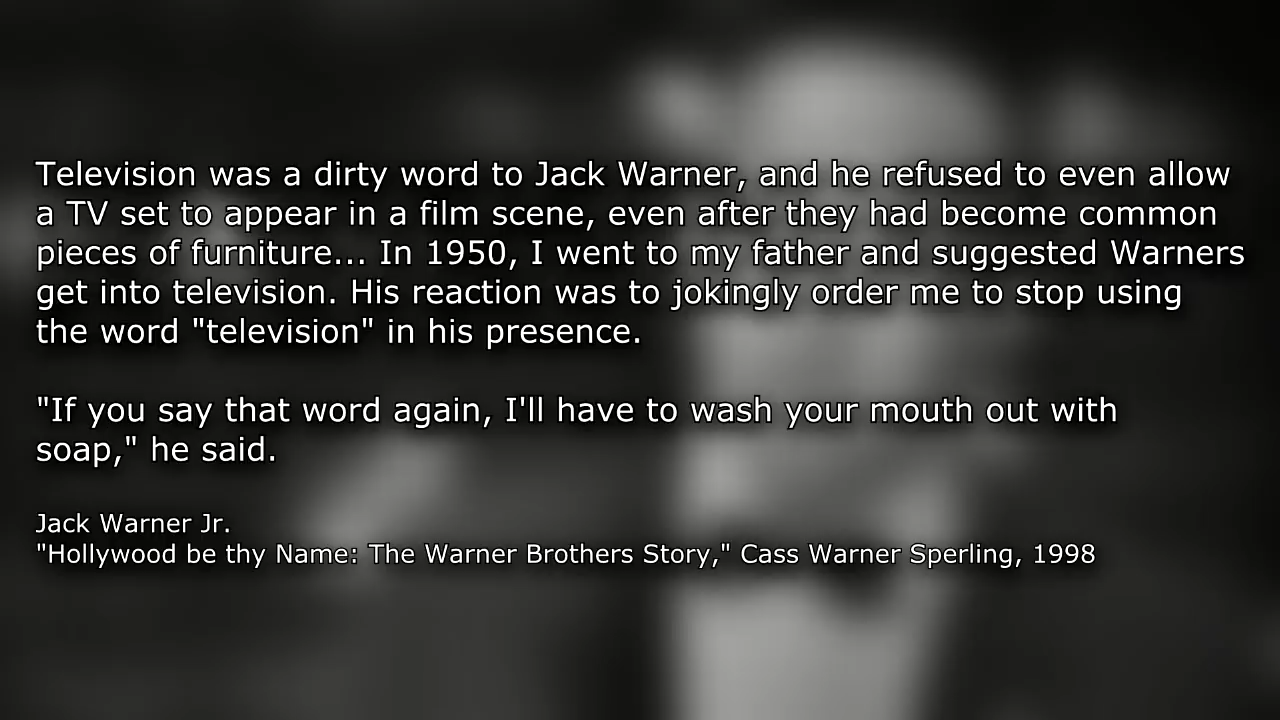 Television was a dirty word to Jack Warner, and he refused to even allow
a TV set to appear in a film scene, even after they had become common
pieces of furniture... In 1950, I went to my father and suggested Warners
get into television. His reaction was to jokingly order me to stop using
the word "television" in his presence.
"If you say that word again, I'll have to wash your mouth out with
soap," he said.
Jack Warner Jr.
"Hollywood be thy Name: The Warner Brothers Story," Cass Warner Sperling, 1998